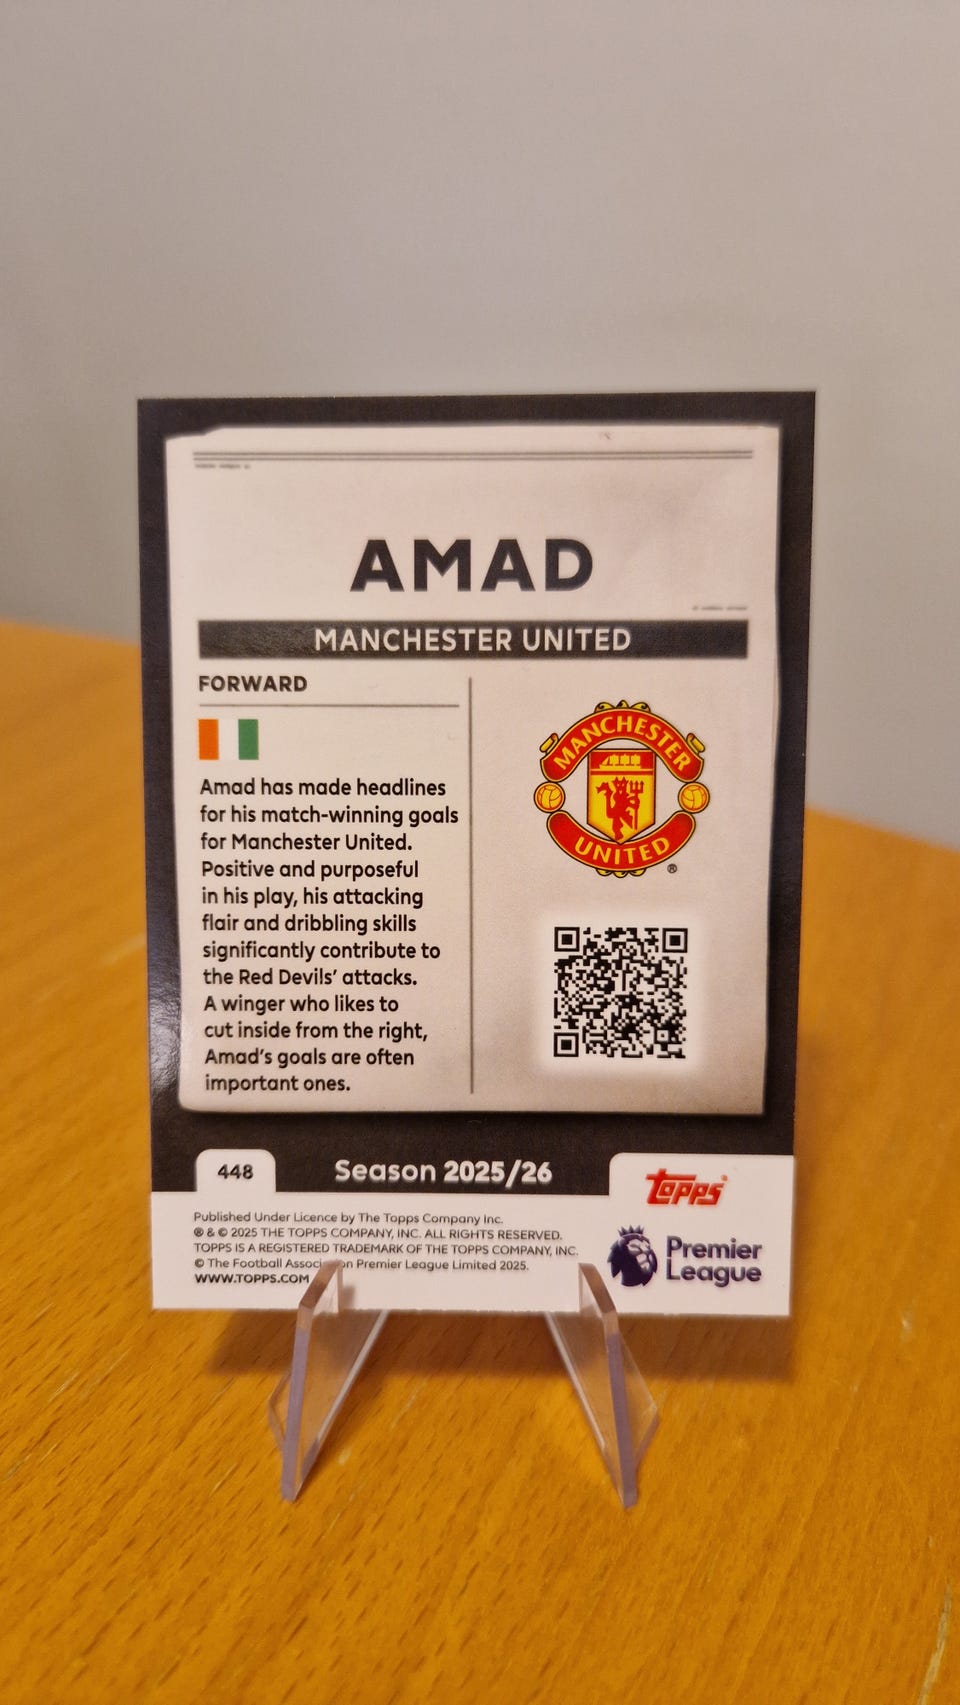 AMAD
MANCHESTER UNITED
FORWARD
Amad has made headlines
for his match-winning goals
for Manchester United.
Positive and purposeful
in his play, his attacking
flair and dribbling skills
significantly contribute to
the Red Devils' attacks.
A winger who likes to
cut inside from the right,
Amad's goals are often
important ones.
MANCHESTER
UNITED
®
448
Season 2025/26
topps
Published Under Licence by The Topps Company Inc.
® & © 2025 THE TOPPS COMPANY, INC. ALL RIGHTS RESERVED.
TOPPS IS A REGISTERED TRADEMARK OF THE TOPPS COMPANY, INC.
© The Football Premier League Limited 2025.
WWW.TOPPS.COM
Premier
League